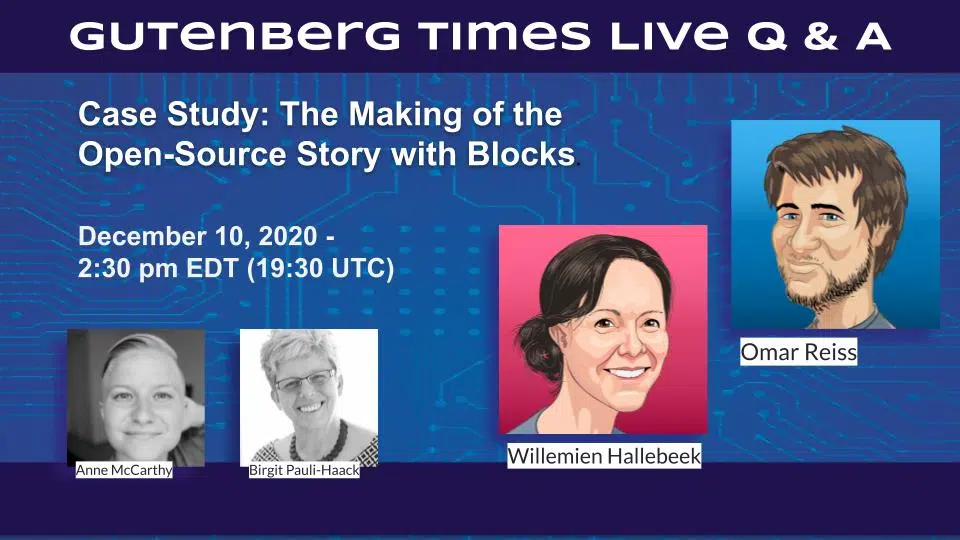 Gutenberg Times Live Q & A
Case Study: The Making of the
Open-Source Story with Blocks.
December 10, 2020 -
2:30 pm EDT (19:30 UTC)
Omar Reiss
Willemien Hallebeek
Anne McCarthy
Birgit Pauli-Haack